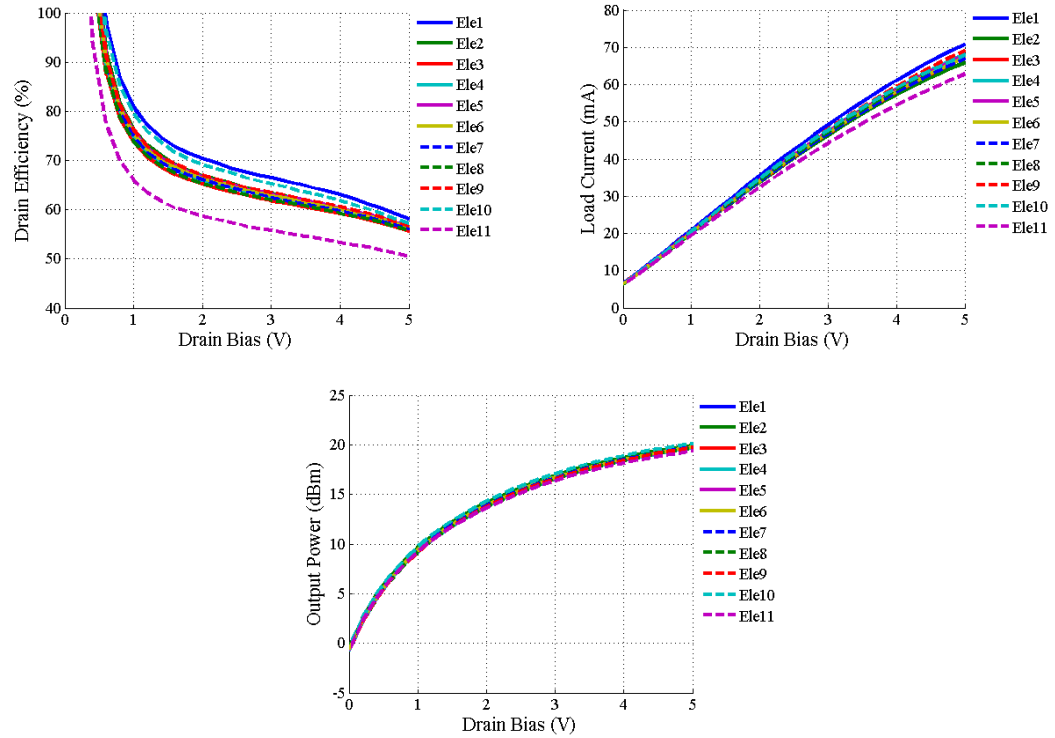 Drain Efficiency (%)
100
90
80
70
60
50
40
0 1 2 3 4 5
Drain Bias (V)
Ele1
Ele2
Ele3
Ele4
Ele5
Ele6
Ele7
Ele8
Ele9
Ele10
Ele11
Load Current (mA)
80
70
60
50
40
30
20
10
0
0 1 2 3 4 5
Drain Bias (V)
Ele1
Ele2
Ele3
Ele4
Ele5
Ele6
Ele7
Ele8
Ele9
Ele10
Ele11
Output Power (dBm)
25
20
15
10
5
0
-5
0 1 2 3 4 5
Drain Bias (V)
Ele1
Ele2
Ele3
Ele4
Ele5
Ele6
Ele7
Ele8
Ele9
Ele10
Ele11